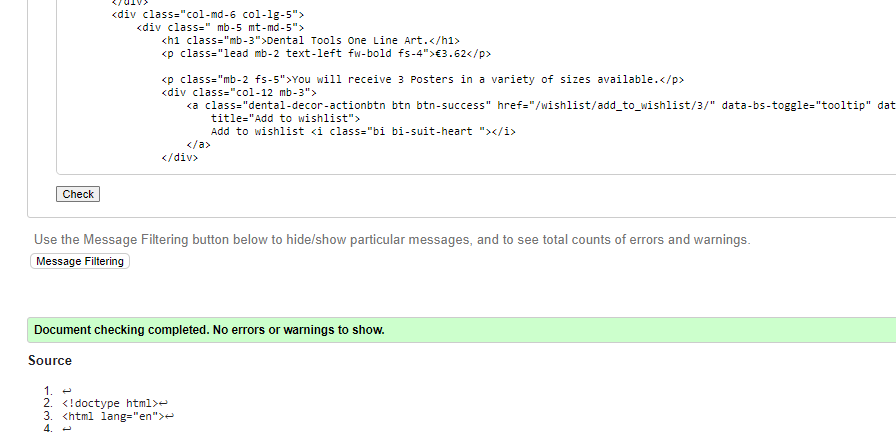 </div>
<div class="col-md-6 col-lg-5">
<div class=" mb-5 mt-md-5">
<h1 class="mb-3">Dental Tools One Line Art.</h1>
<p class="lead mb-2 text-left fw-bold fs-4">€3.62</p>
<p class="mb-2 fs-5">You will receive 3 Posters in a variety of sizes available.</p>
<div class="col-12 mb-3">
<a class="dental-decor-actionbtn btn btn-success" href="/wishlist/add_to_wishlist/3/" data-bs-toggle="tooltip" dat
title="Add to wishlist">
Add to wishlist <i class="bi bi-suit-heart "></i>
</a>
</div>
Check
Use the Message Filtering button below to hide/show particular messages, and to see total counts of errors and warnings.
Message Filtering
Document checking completed. No errors or warnings to show.
Source
1. ↩
2. <!doctype html>↩
3. <html lang="en">↩
4. ↩